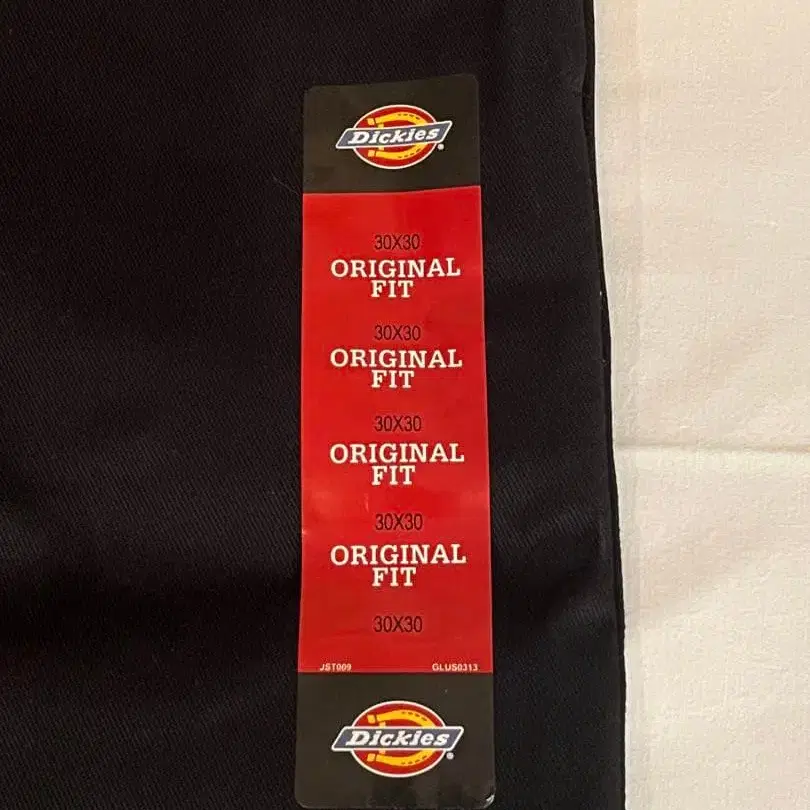 Dickies
®
30X30
ORIGINAL
FIT
30X30
ORIGINAL
FIT
30X30
ORIGINAL
FIT
30X30
ORIGINAL
FIT
30X30
JST009 GLUS0313
Dickies
®